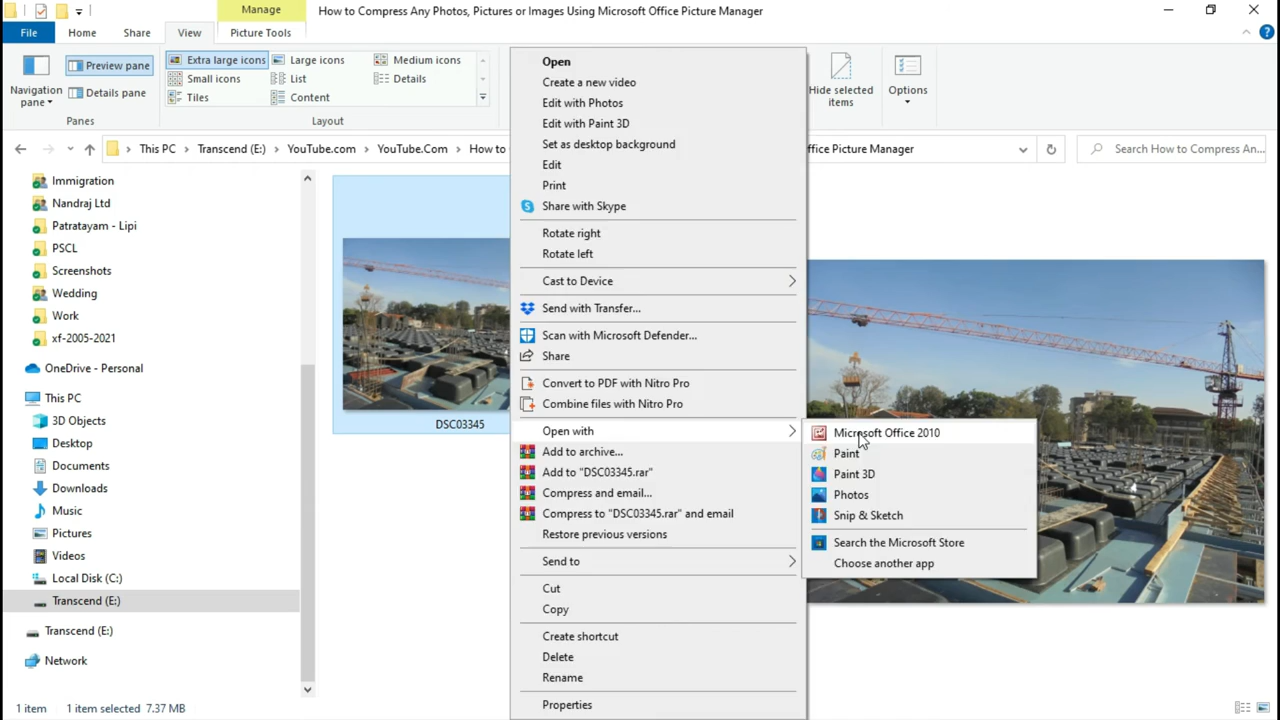 Manage
How to Compress Any Photos, Pictures or Images Using Microsoft Office Picture Manager
File
Home
Share
View
Picture Tools
Navigation
pane
Preview pane
Details pane
Panes
Extra large icons
Large icons
Medium icons
Small icons
List
Details
Tiles
Content
Layout
Hide selected
items
Options
This PC
Transcend (E:)
YouTube.com
YouTube.Com
How to
ffice Picture Manager
Search How to Compress An...
Immigration
Nandraj Ltd
Patratayam - Lipi
PSCL
Screenshots
Wedding
Work
xf-2005-2021
OneDrive - Personal
This PC
3D Objects
Desktop
Documents
Downloads
Music
Pictures
Videos
Local Disk (C:)
Transcend (E:)
Transcend (E:)
Network
DSC03345
Open
Create a new video
Edit with Photos
Edit with Paint 3D
Set as desktop background
Edit
Print
Share with Skype
Rotate right
Rotate left
Cast to Device
Send with Transfer...
Scan with Microsoft Defender...
Share
Convert to PDF with Nitro Pro
Combine files with Nitro Pro
Open with
Add to archive...
Add to "DSC03345.rar"
Compress and email...
Compress to "DSC03345.rar" and email
Restore previous versions
Send to
Cut
Copy
Create shortcut
Delete
Rename
Properties
Microsoft Office 2010
Paint
Paint 3D
Photos
Snip & Sketch
Search the Microsoft Store
Choose another app
1 item
1 item selected 7.37 MB